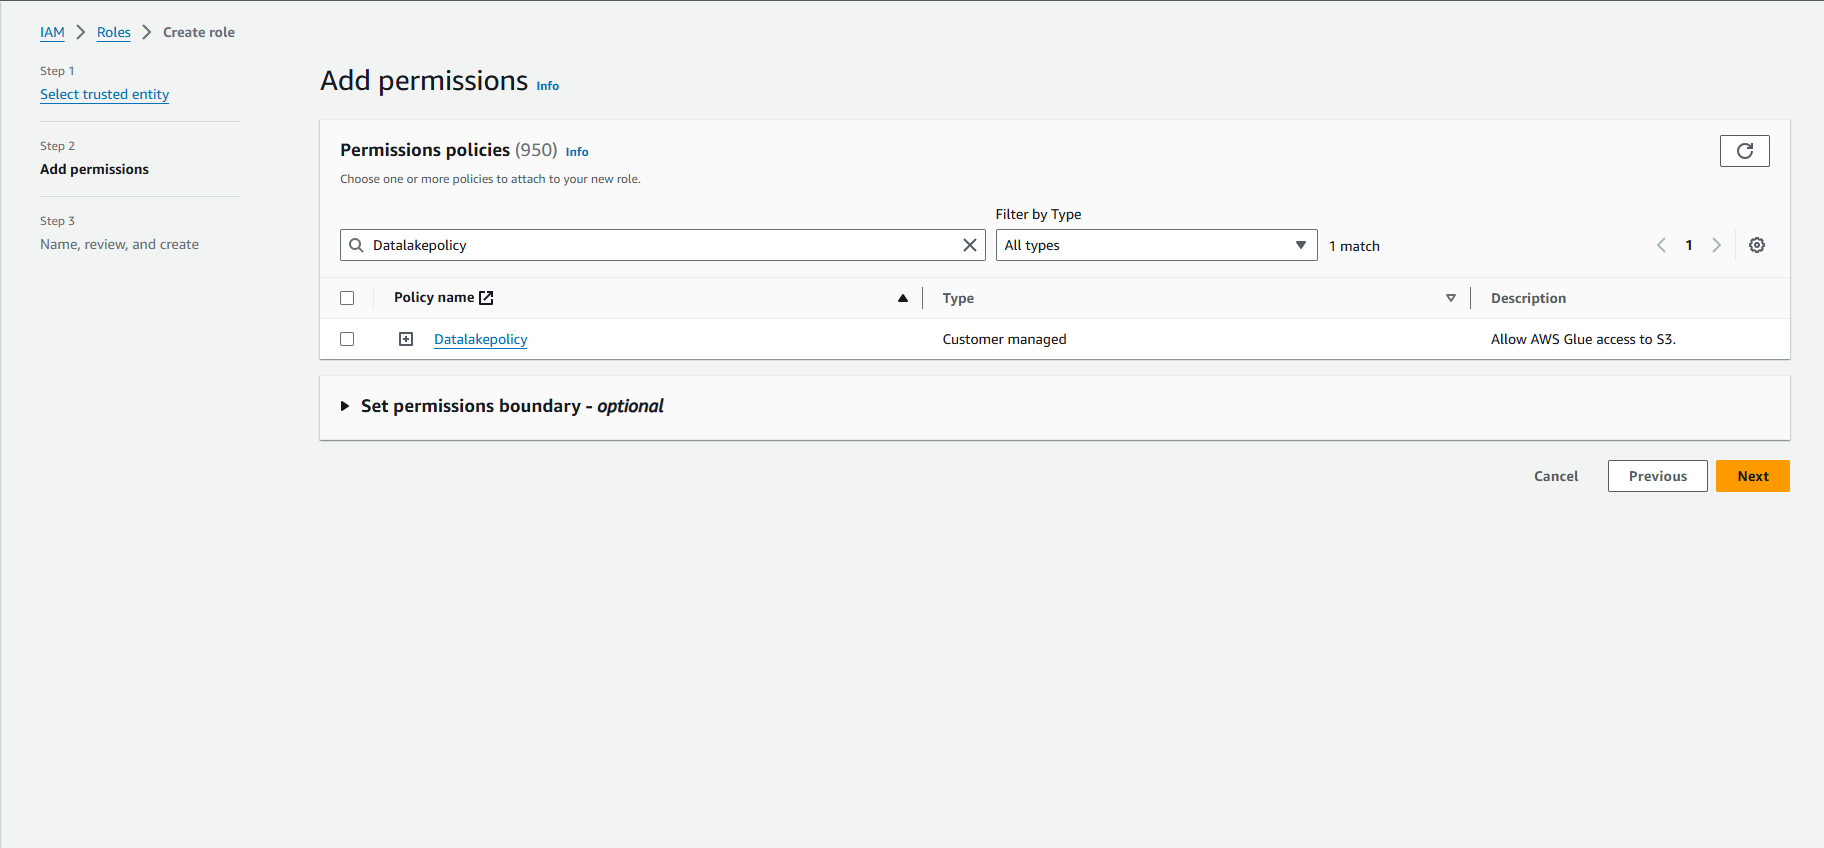 IAM Roles Create role
Step 1
Select trusted entity
Step 2
Add permissions
Step 3
Name, review, and create
Add permissions Info
Permissions policies (950) Info
Choose one or more policies to attach to your new role.
Filter by Type
Datalakepolicy All types 1 match 1
Policy name Type Description
Datalakepolicy Customer managed Allow AWS Glue access to S3.
Set permissions boundary - optional
Cancel Previous Next